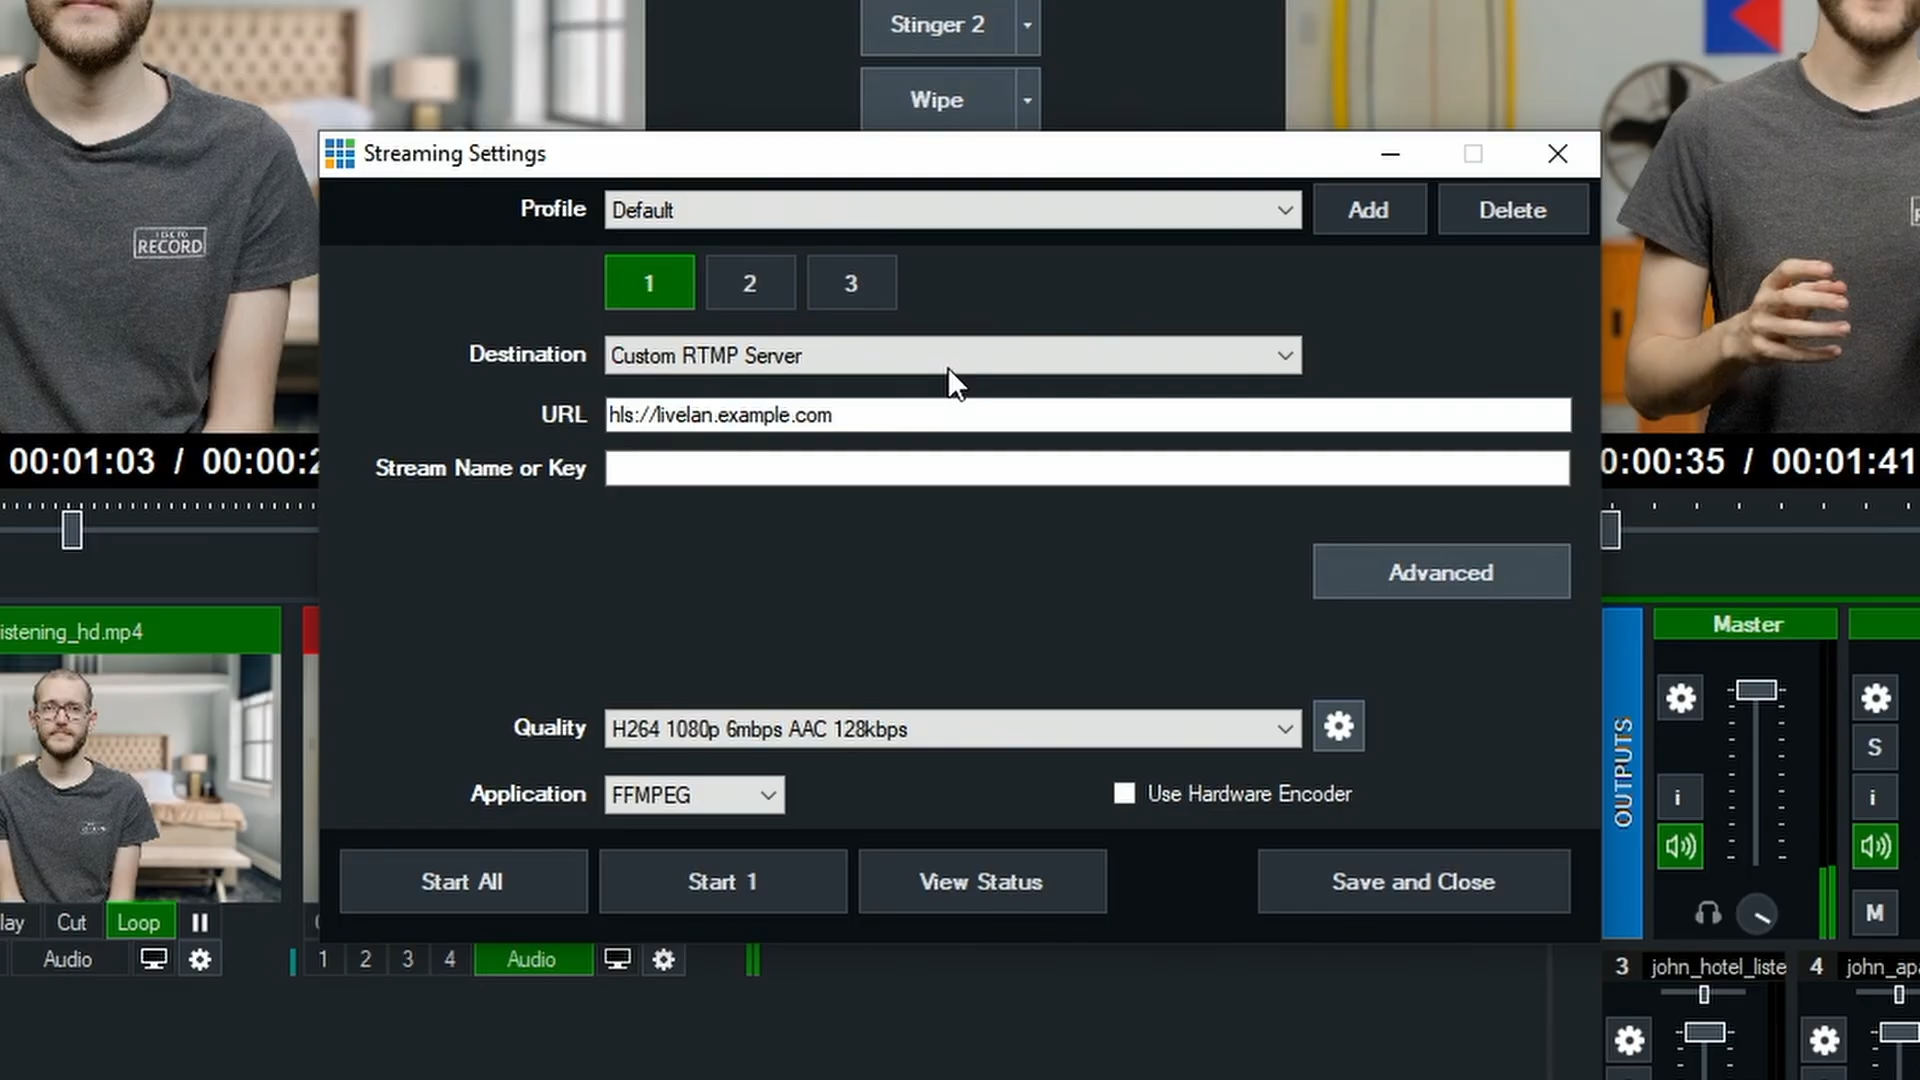 Stinger 2
Wipe
Streaming Settings
Profile
Default
Add
Delete
1
2
3
Destination
Custom RTMP Server
URL
hls://livelan.example.com
Stream Name or Key
Advanced
Quality
H264 1080p 6mbps AAC 128kbps
Application
FFMPEG
Use Hardware Encoder
Start All
Start 1
View Status
Save and Close
RECORD
00:01:03 / 00:00:2
0:00:35 / 00:01:41
istening_hd.mp4
lay
Cut
Loop
Audio
1
2
3
4
Audio
OUTPUTS
Master
i
S
i
M
3 john_hotel_liste
4 john_apa